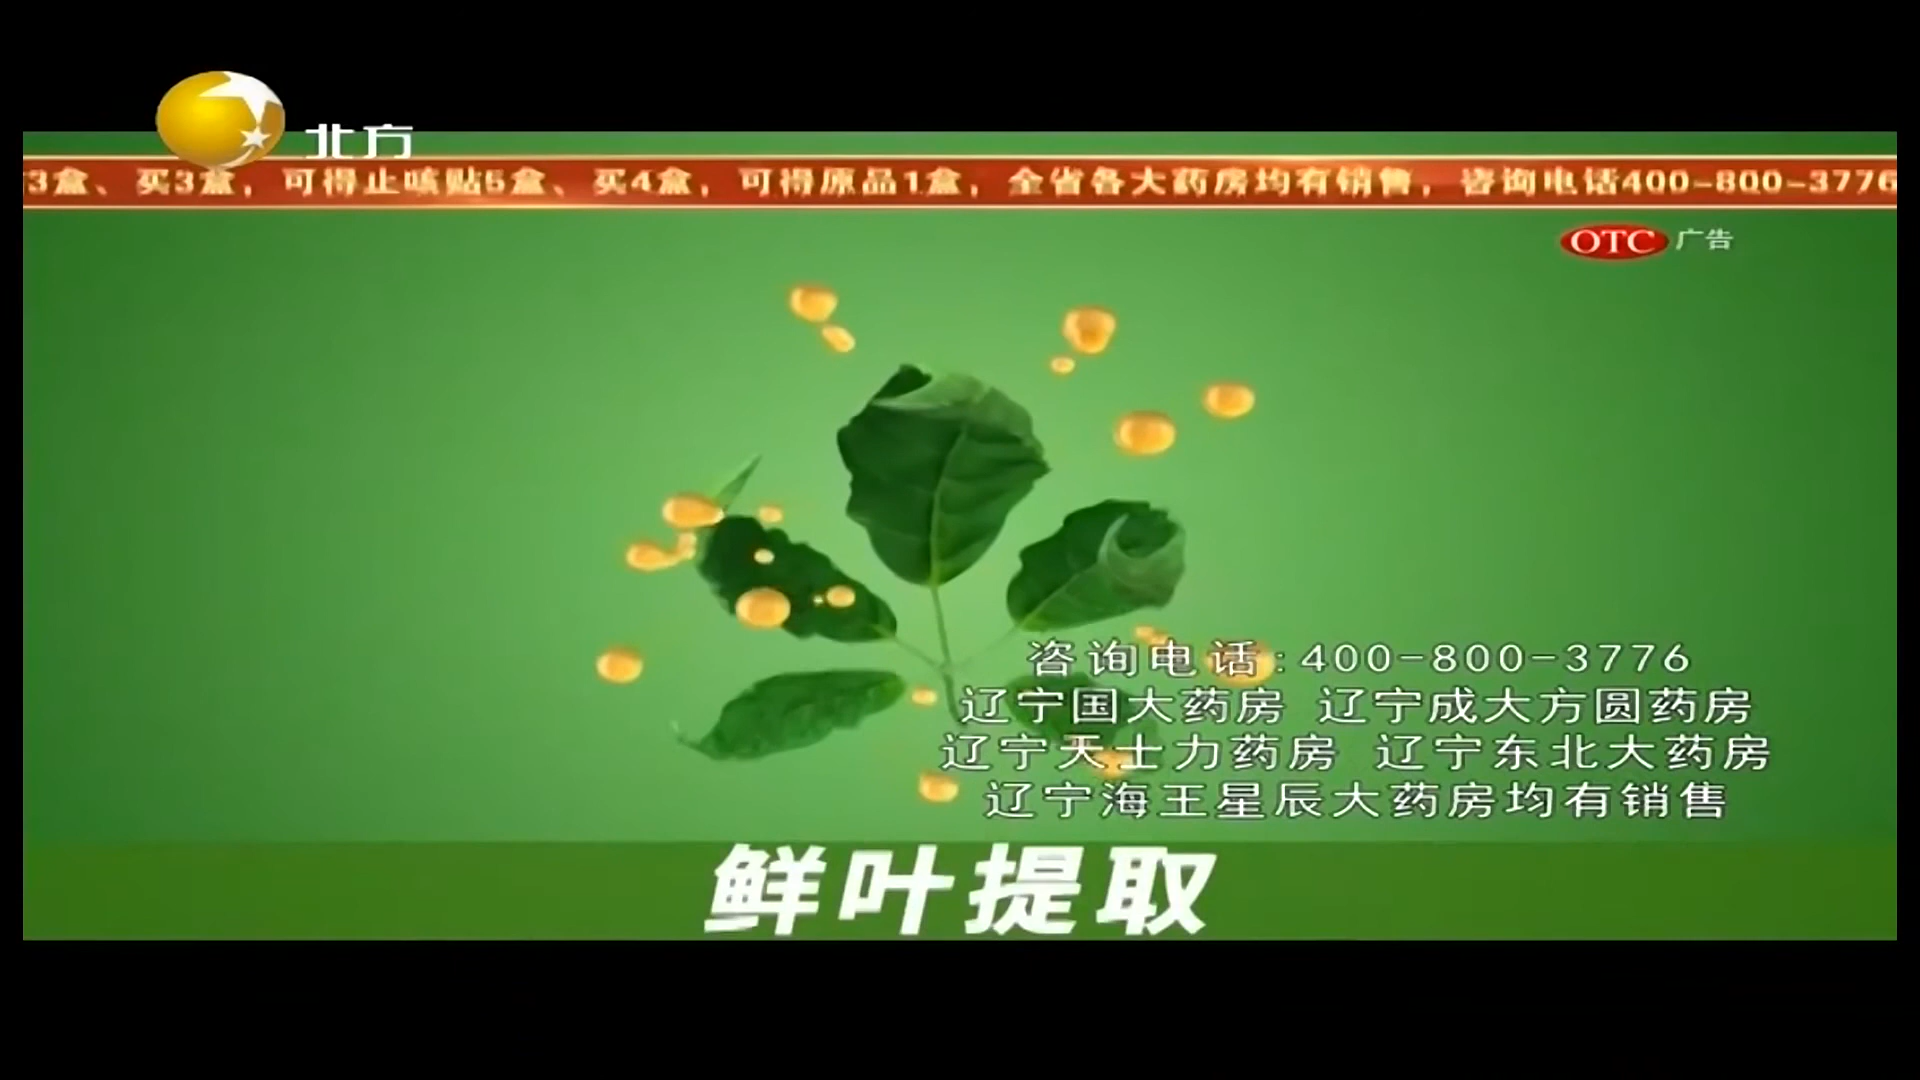 北方
3盒、买3盒，可得止咳贴5盒、买4盒，可得原品1盒，全省各大药房均有销售，咨询电话400-800-3776
OTC 广告
咨询电话:400-800-3776
辽宁国大药房 辽宁成大方圆药房
辽宁天士力药房 辽宁东北大药房
辽宁海王星辰大药房均有销售
鲜叶提取